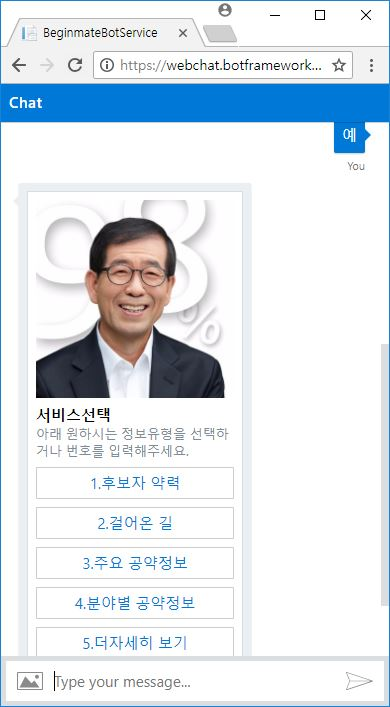 BeginmateBotService
https://webchat.botframework...
Chat
예
You
98%
서비스선택
아래 원하시는 정보유형을 선택하
거나 번호를 입력해주세요.
1.후보자 약력
2.걸어온 길
3.주요 공약정보
4.분야별 공약정보
5.더자세히 보기
Type your message...